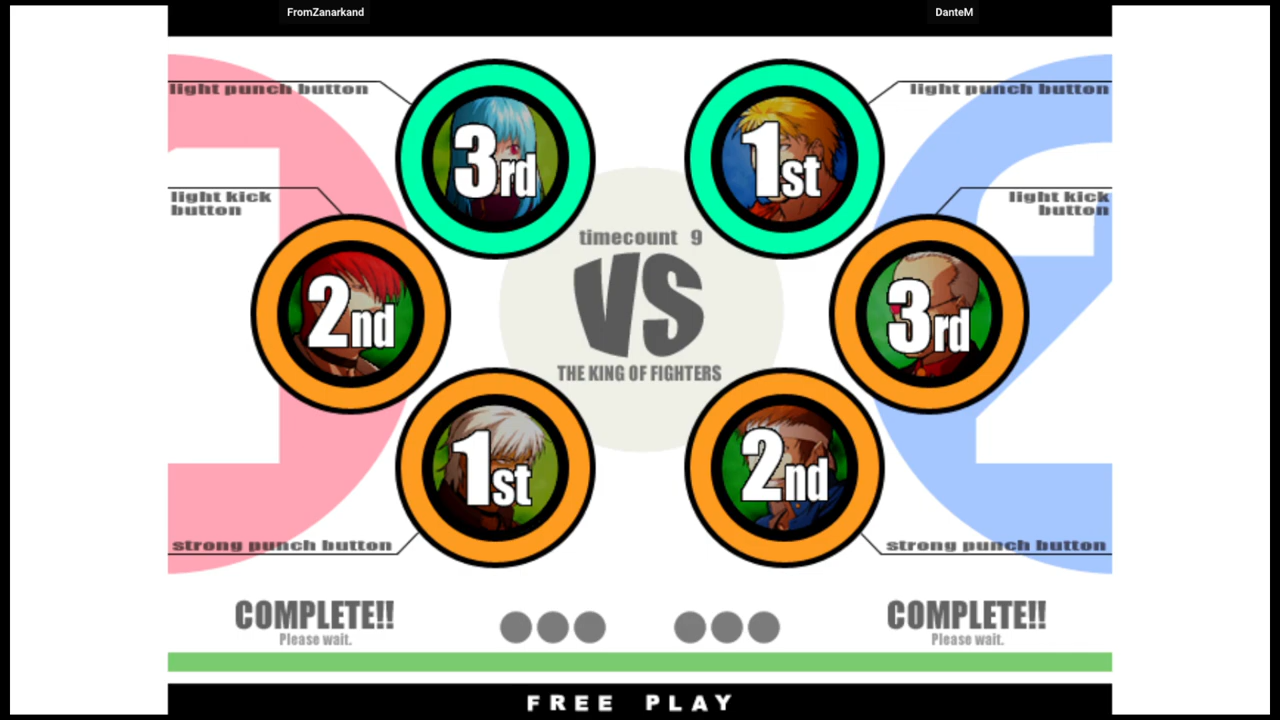 FromZanarkand
DanteM
light punch button
light punch button
3rd
1st
light kick
button
light kick
button
timecount 9
VS
THE KING OF FIGHTERS
2nd
3rd
1st
2nd
strong punch button
strong punch button
COMPLETE!!
Please wait.
COMPLETE!!
Please wait.
FREE PLAY
1
2